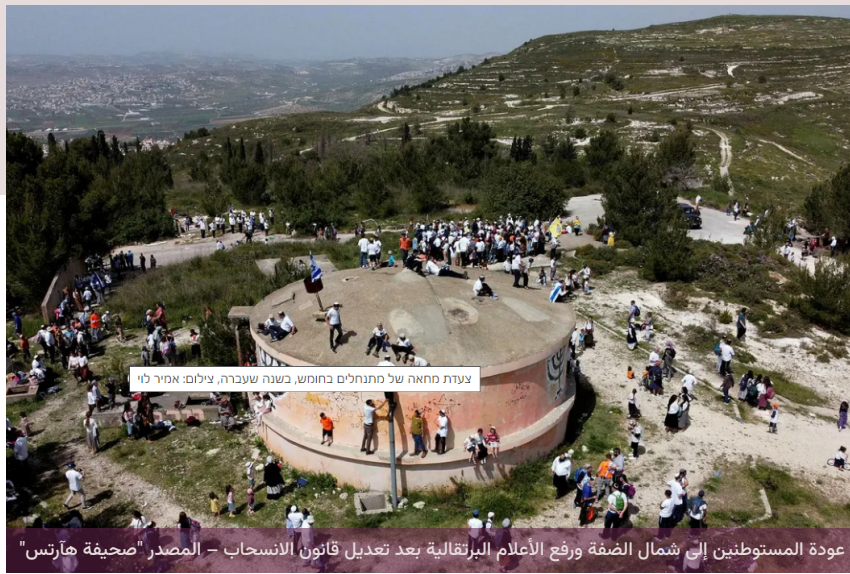 צעדת מחאה של מתנחלים בחומש, בשנה שעברה, צילום: אמיר לוי
عودة المستوطنين إلى شمال الضفة ورفع الأعلام البرتقالية بعد تعديل قانون الانسحاب – المصدر "صحيفة هآرتس"